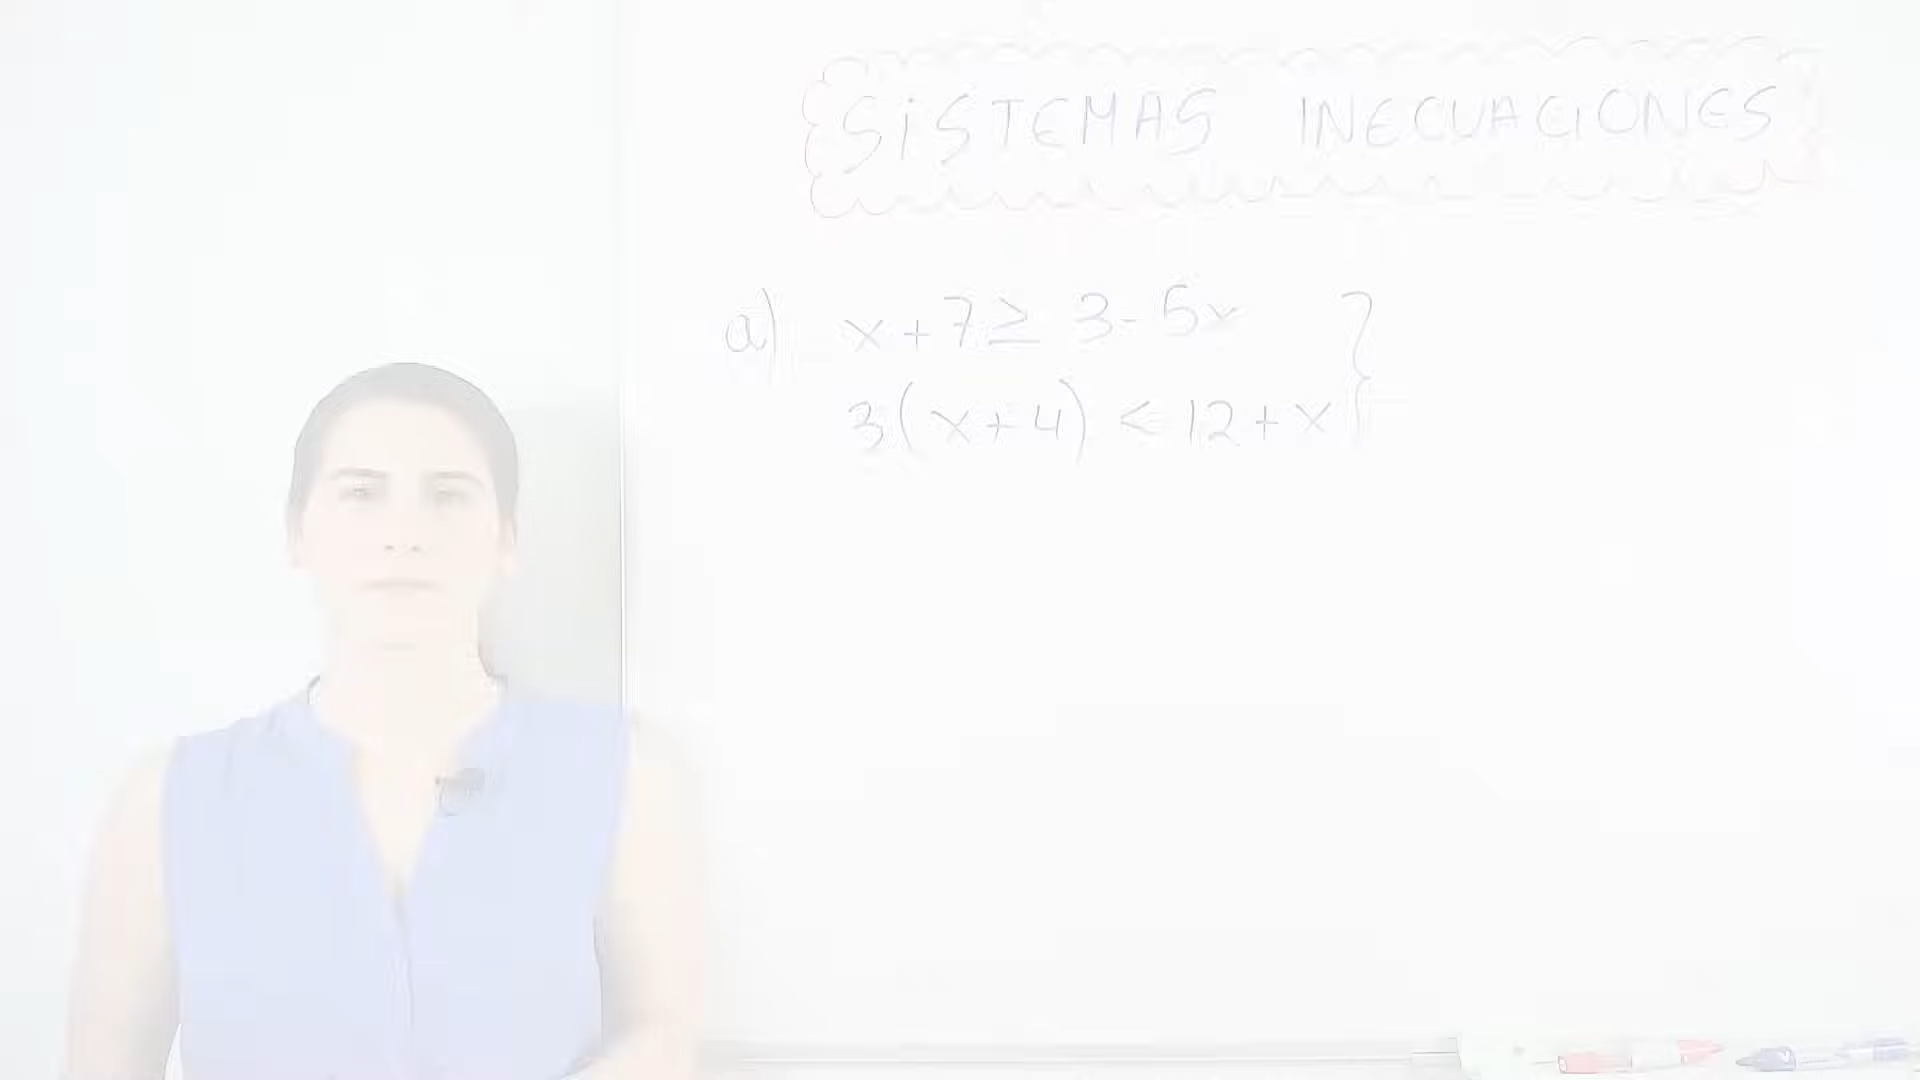 SISTEMAS INECUACIONES
a) x+7 ≥ 3-5x }
3(x+4) < 12+x